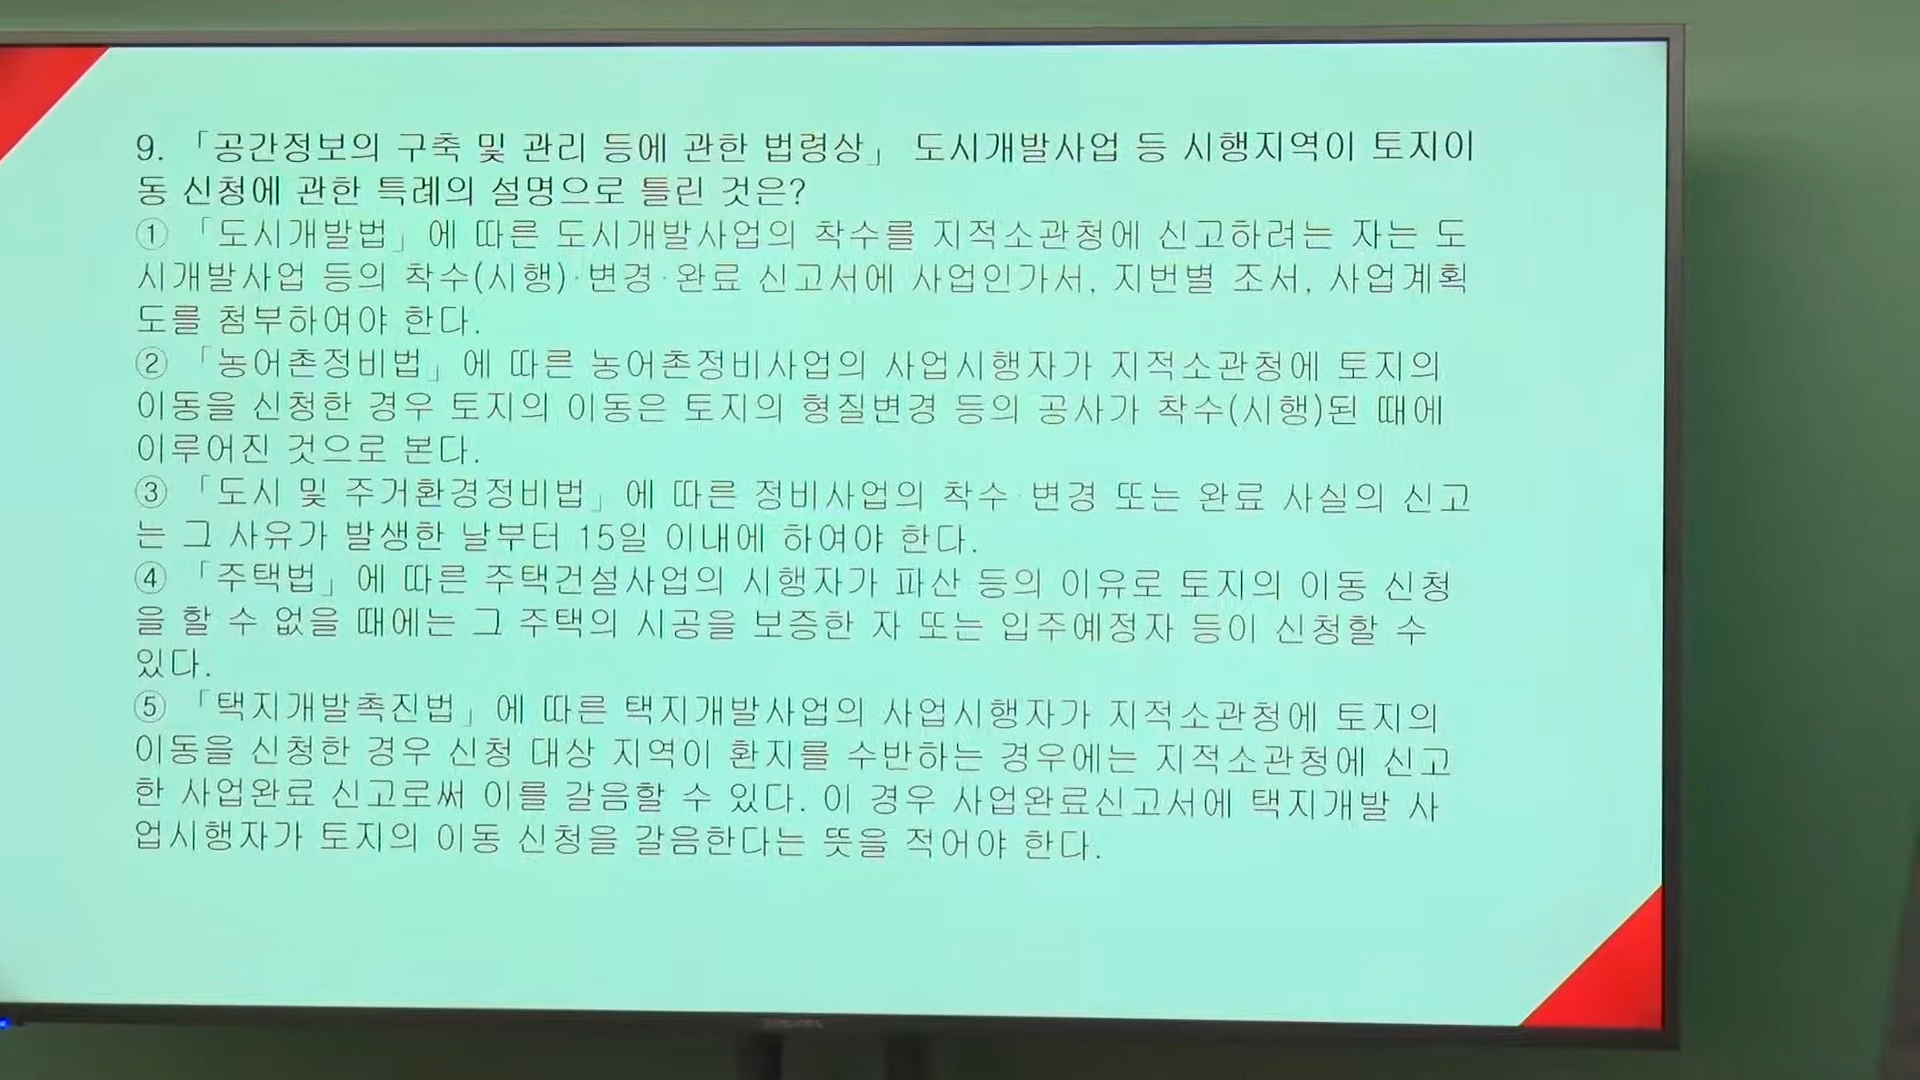 9. 「공간정보의 구축 및 관리 등에 관한 법령상」 도시개발사업 등 시행지역이 토지이
동 신청에 관한 특례의 설명으로 틀린 것은?
① 「도시개발법」에 따른 도시개발사업의 착수를 지적소관청에 신고하려는 자는 도
시개발사업 등의 착수(시행)·변경·완료 신고서에 사업인가서, 지번별 조서, 사업계획
도를 첨부하여야 한다.
② 「농어촌정비법」에 따른 농어촌정비사업의 사업시행자가 지적소관청에 토지의
이동을 신청한 경우 토지의 이동은 토지의 형질변경 등의 공사가 착수(시행)된 때에
이루어진 것으로 본다.
③ 「도시 및 주거환경정비법」에 따른 정비사업의 착수·변경 또는 완료 사실의 신고
는 그 사유가 발생한 날부터 15일 이내에 하여야 한다.
④ 「주택법」에 따른 주택건설사업의 시행자가 파산 등의 이유로 토지의 이동 신청
을 할 수 없을 때에는 그 주택의 시공을 보증한 자 또는 입주예정자 등이 신청할 수
있다.
⑤ 「택지개발촉진법」에 따른 택지개발사업의 사업시행자가 지적소관청에 토지의
이동을 신청한 경우 신청 대상 지역이 환지를 수반하는 경우에는 지적소관청에 신고
한 사업완료 신고로써 이를 갈음할 수 있다. 이 경우 사업완료신고서에 택지개발 사
업시행자가 토지의 이동 신청을 갈음한다는 뜻을 적어야 한다.